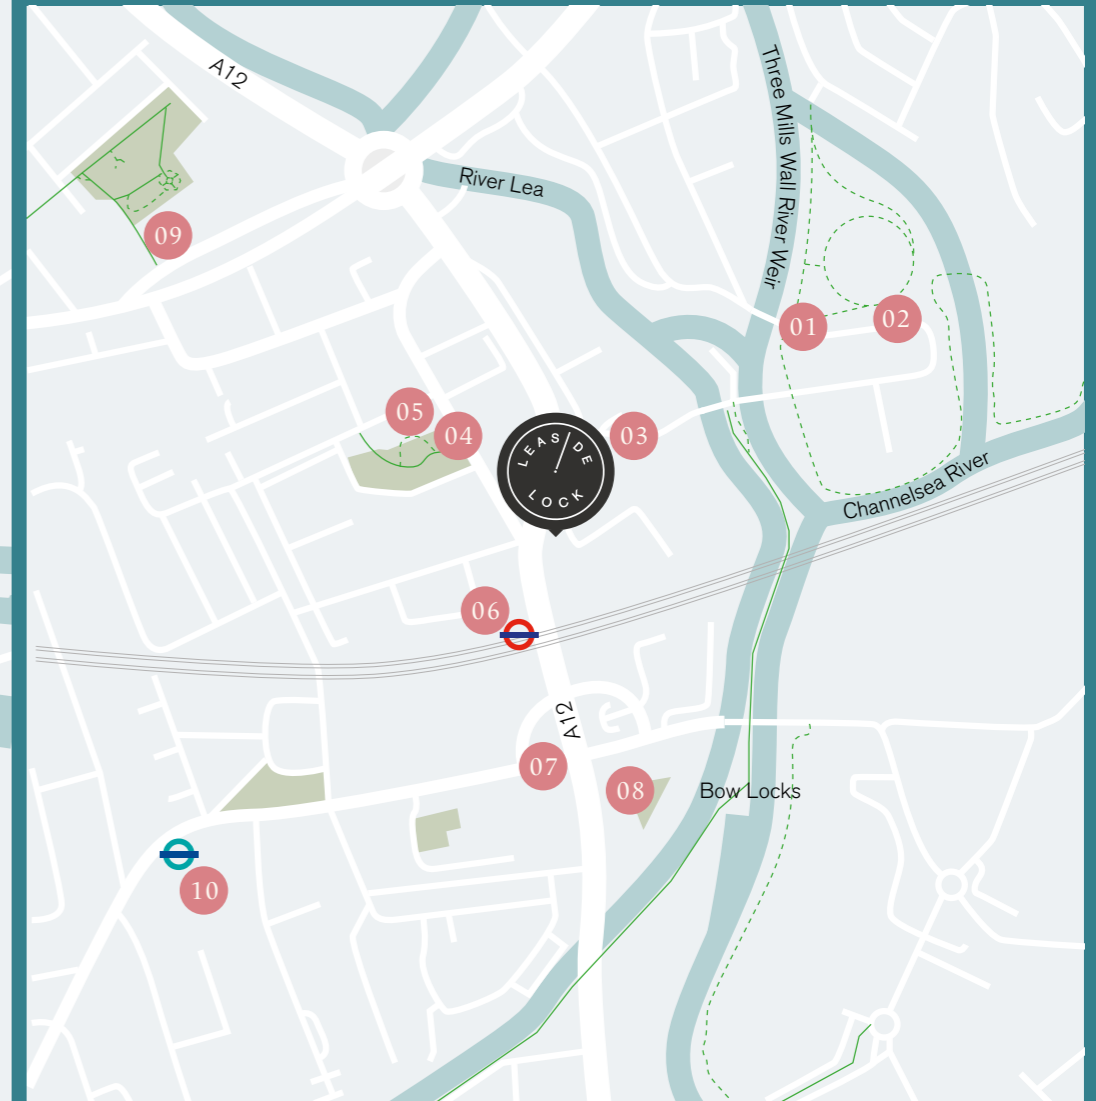 A12
Three Mills Wall River Weir
River Lea
09
01
02
05
04
03
LEASIDE
LOCK
Channelsea River
06
A12
07
08
Bow Locks
10